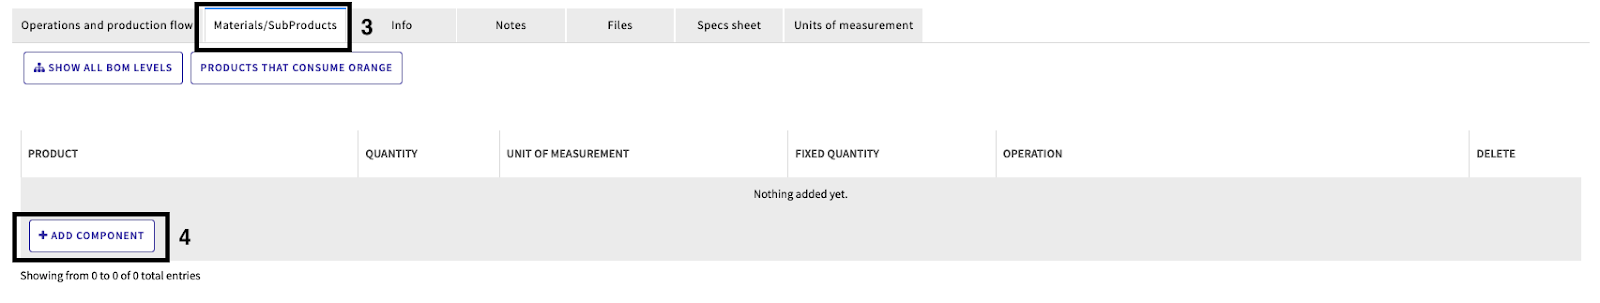 Operations and production flow Materials/SubProducts 3 Info Notes Files Specs sheet Units of measurement
SHOW ALL BOM LEVELS PRODUCTS THAT CONSUME ORANGE
PRODUCT QUANTITY UNIT OF MEASUREMENT FIXED QUANTITY OPERATION DELETE
Nothing added yet.
+ ADD COMPONENT 4
Showing from 0 to 0 of 0 total entries